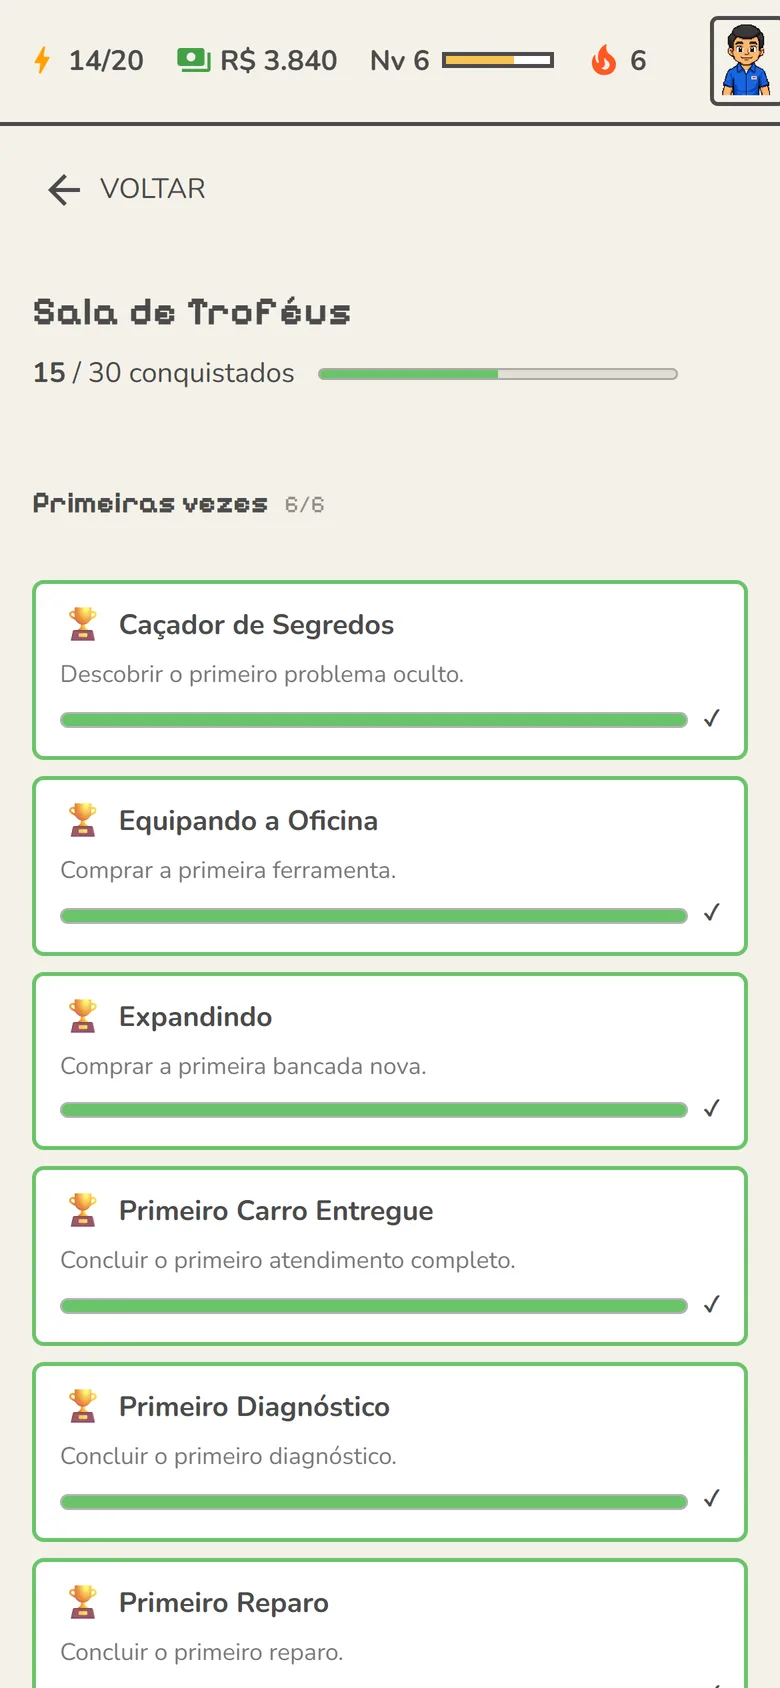 14/20 R$ 3.840 Nv 6 6
VOLTAR
Sala de Troféus
15 / 30 conquistados
Primeiras vezes 6/6
Caçador de Segredos
Descobrir o primeiro problema oculto.
✓
Equipando a Oficina
Comprar a primeira ferramenta.
✓
Expandindo
Comprar a primeira bancada nova.
✓
Primeiro Carro Entregue
Concluir o primeiro atendimento completo.
✓
Primeiro Diagnóstico
Concluir o primeiro diagnóstico.
✓
Primeiro Reparo
Concluir o primeiro reparo.